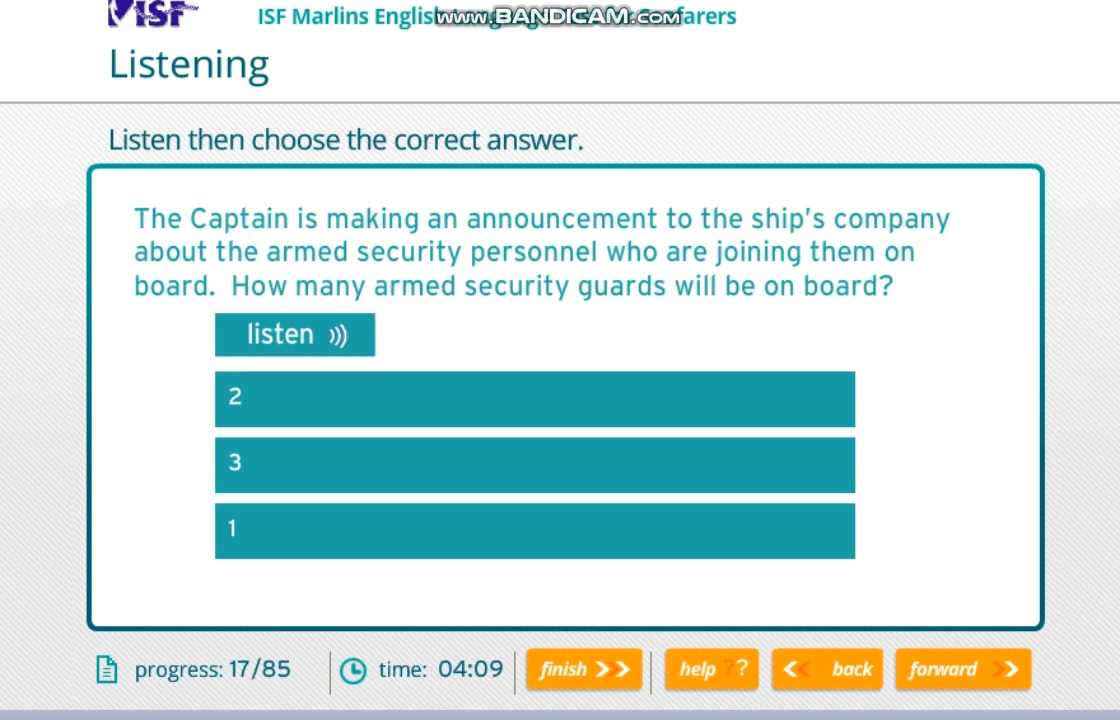 ISF
ISF Marlins English
www.BANDICAM.com
farers
Listening
Listen then choose the correct answer.
The Captain is making an announcement to the ship's company
about the armed security personnel who are joining them on
board. How many armed security guards will be on board?
listen
2
3
1
progress: 17/85
time: 04:09
finish
help ??
back
forward